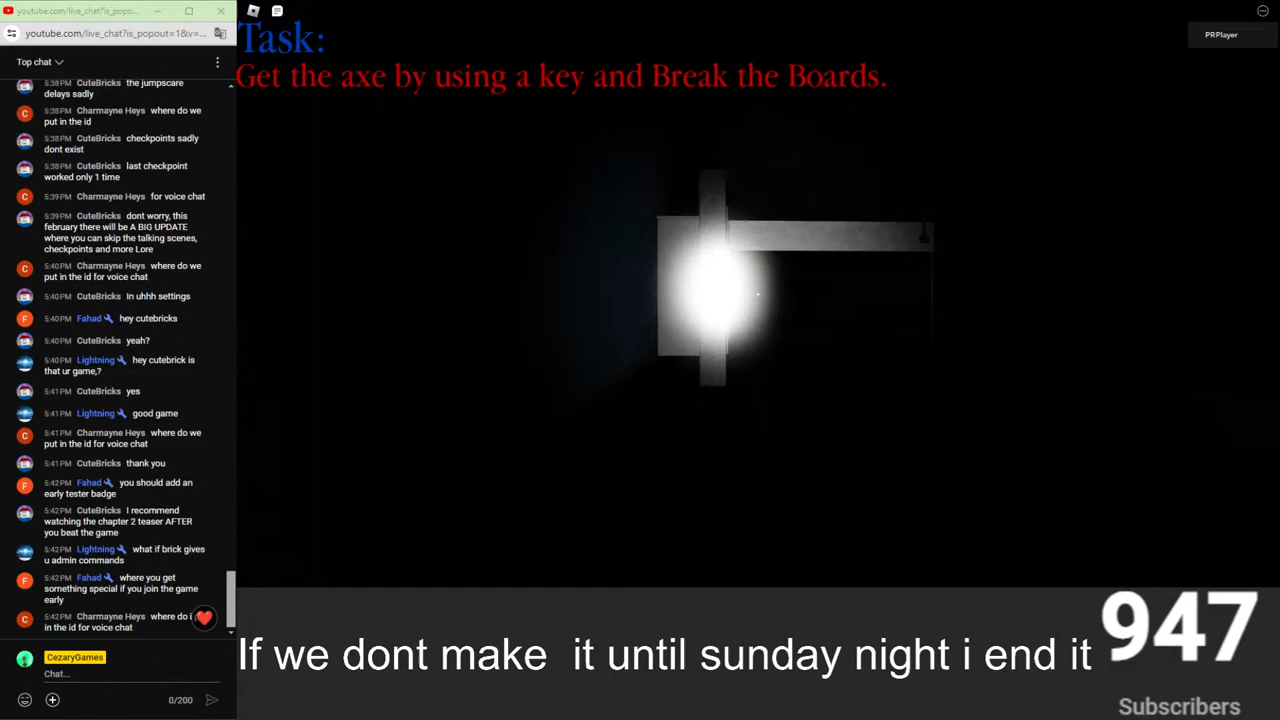 youtube.com/live_chat?is_popo...
youtube.com/live_chat?is_popout=1&v=...
Top chat
5:38PM CuteBricks the jumpscare
delays sadly
5:38PM Charmayne Heys where do we
put in the id
5:38PM CuteBricks checkpoints sadly
dont exist
5:38PM CuteBricks last checkpoint
worked only 1 time
5:39PM Charmayne Heys for voice chat
5:39PM CuteBricks dont worry, this
february there will be A BIG UPDATE
where you can skip the talking scenes,
checkpoints and more Lore
5:40PM Charmayne Heys where do we
put in the id for voice chat
5:40PM CuteBricks In uhhh settings
5:40PM Fahad hey cutebricks
5:40PM CuteBricks yeah?
5:40PM Lightning hey cutebrick is
that ur game,?
5:41PM CuteBricks yes
5:41PM Lightning good game
5:41PM Charmayne Heys where do we
put in the id for voice chat
5:41PM CuteBricks thank you
5:42PM Fahad you should add an
early tester badge
5:42PM CuteBricks I recommend
watching the chapter 2 teaser AFTER
you beat the game
5:42PM Lightning what if brick gives
u admin commands
5:42PM Fahad where you get
something special if you join the game
early
5:42PM Charmayne Heys where do i
in the id for voice chat
CezaryGames
Chat...
0/200
Task:
Get the axe by using a key and Break the Boards.
PRPlayer
If we dont make it until sunday night i end it
947
Subscribers